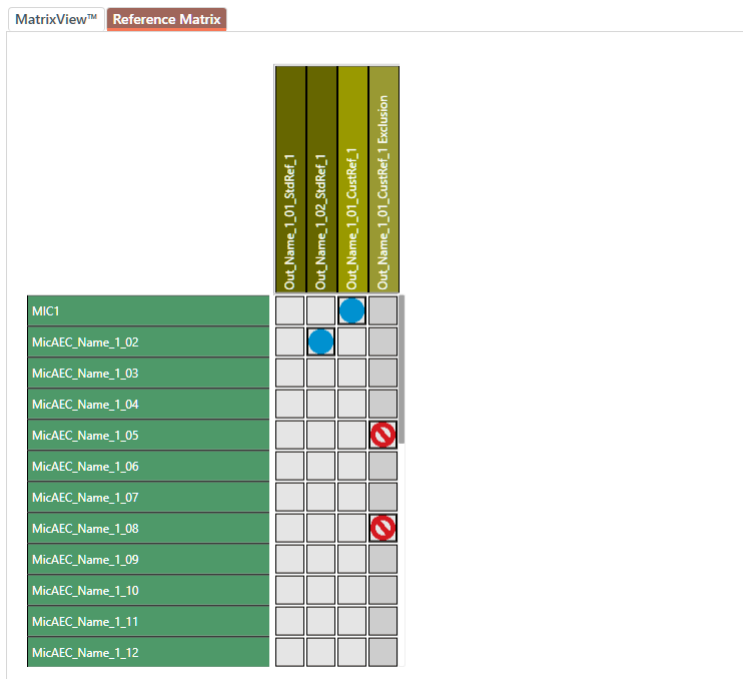 MatrixView™
Reference Matrix
Out_Name_1_01_StdRef_1
Out_Name_1_02_StdRef_1
Out_Name_1_01_CustRef_1
Out_Name_1_01_CustRef_1 Exclusion
MIC1
MicAEC_Name_1_02
MicAEC_Name_1_03
MicAEC_Name_1_04
MicAEC_Name_1_05
MicAEC_Name_1_06
MicAEC_Name_1_07
MicAEC_Name_1_08
MicAEC_Name_1_09
MicAEC_Name_1_10
MicAEC_Name_1_11
MicAEC_Name_1_12